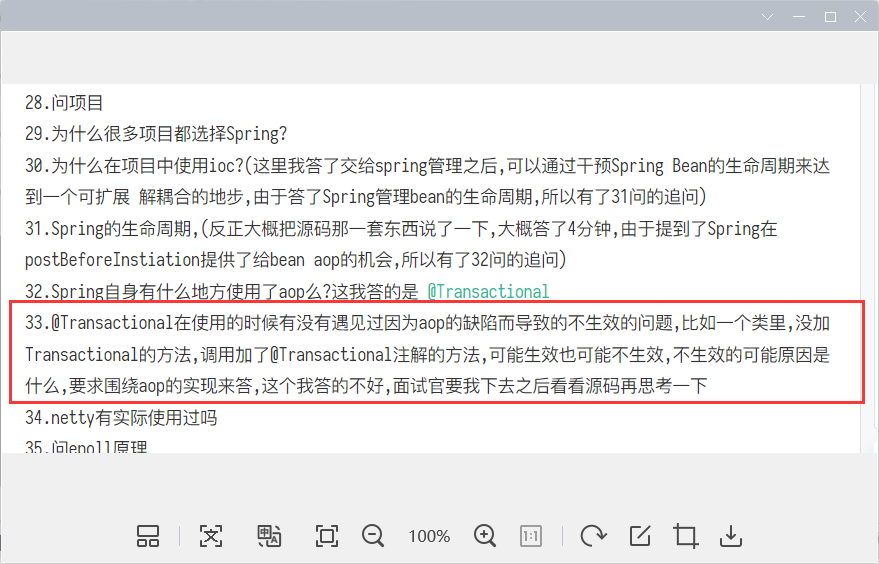 28.问项目
29.为什么很多项目都选择Spring?
30.为什么在项目中使用ioc?(这里我答了交给spring管理之后,可以通过干预Spring Bean的生命周期来达
到一个可扩展 解耦合的地步,由于答了Spring管理bean的生命周期,所以有了31问的追问)
31.Spring的生命周期,(反正大概把源码那一套东西说了一下,大概答了4分钟,由于提到了Spring在
postBeforeInstiation提供了给bean aop的机会,所以有了32问的追问)
32.Spring自身有什么地方使用了aop么?这我答的是 @Transactional
33.@Transactional在使用的时候有没有遇见过因为aop的缺陷而导致的不生效的问题,比如一个类里,没加
Transactional的方法,调用加了@Transactional注解的方法,可能生效也可能不生效,不生效的可能原因是
什么,要求围绕aop的实现来答,这个我答的不好,面试官要我下去之后看看源码再思考一下
34.netty有实际使用过吗
35.问epoll原理
100%
1:1